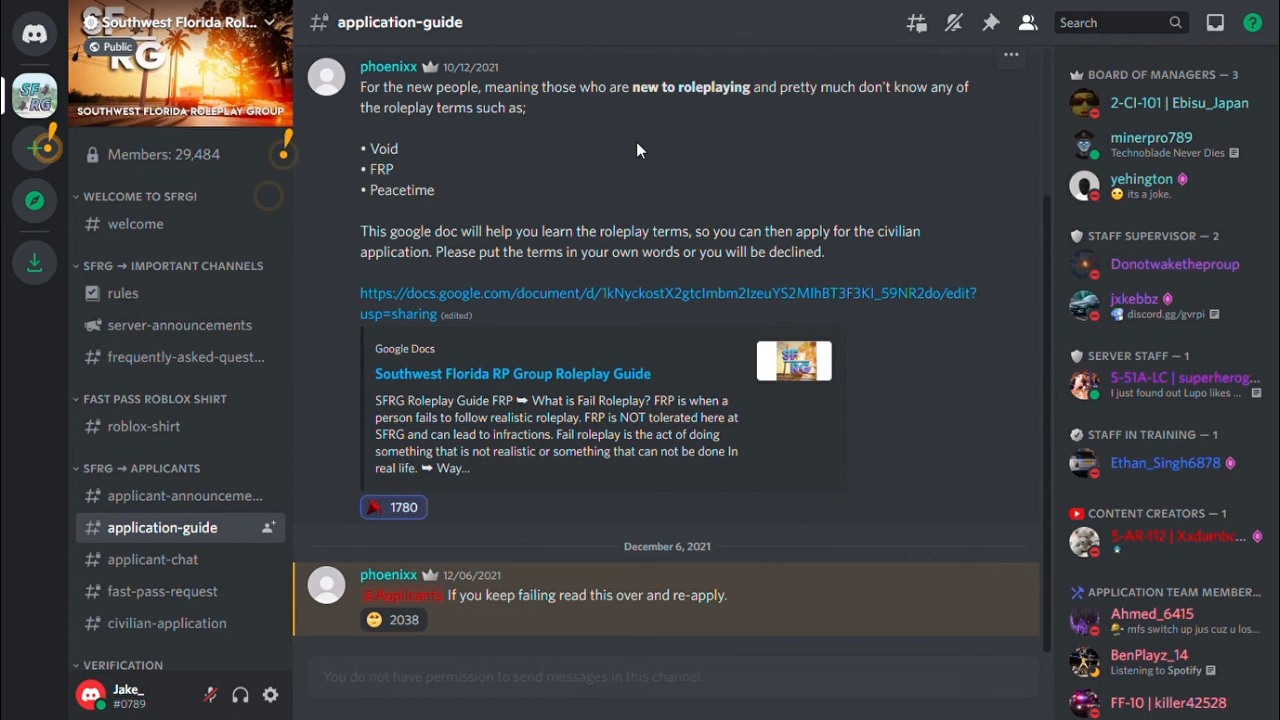 SF
RG
Southwest Florida Rol...
Public
SOUTHWEST FLORIDA ROLEPLAY GROUP
Members: 29,484
WELCOME TO SFRG!
welcome
SFRG → IMPORTANT CHANNELS
rules
server-announcements
frequently-asked-quest...
FAST PASS ROBLOX SHIRT
roblox-shirt
SFRG → APPLICANTS
applicant-announceme...
application-guide
applicant-chat
fast-pass-request
civilian-application
VERIFICATION
Jake_
#0789
application-guide
Search
phoenixx 10/12/2021
For the new people, meaning those who are new to roleplaying and pretty much don't know any of
the roleplay terms such as;
• Void
• FRP
• Peacetime
This google doc will help you learn the roleplay terms, so you can then apply for the civilian
application. Please put the terms in your own words or you will be declined.
https://docs.google.com/document/d/1kNyckostX2gtcImbm2IzeuYS2MIhBT3F3KI_59NR2do/edit?
usp=sharing (edited)
Google Docs
Southwest Florida RP Group Roleplay Guide
SF
RG
SFRG Roleplay Guide FRP ➥ What is Fail Roleplay? FRP is when a
person fails to follow realistic roleplay. FRP is NOT tolerated here at
SFRG and can lead to infractions. Fail roleplay is the act of doing
something that is not realistic or something that can not be done In
real life. ➥ Way...
1780
December 6, 2021
phoenixx 12/06/2021
@Applicants If you keep failing read this over and re-apply.
2038
You do not have permission to send messages in this channel.
BOARD OF MANAGERS — 3
2-CI-101 | Ebisu_Japan
minerpro789
Technoblade Never Dies
yehington
its a joke.
STAFF SUPERVISOR — 2
Donotwaketheproup
jxkebbz
discord.gg/gvrpi
SERVER STAFF — 1
S-51A-LC | superherog...
I just found out Lupo likes ...
STAFF IN TRAINING — 1
Ethan_Singh6878
CONTENT CREATORS — 1
S-AR-112 | Xxdumbc...
APPLICATION TEAM MEMBER...
Ahmed_6415
mfs switch up jus cuz u los...
BenPlayz_14
Listening to Spotify
FF-10 | killer42528